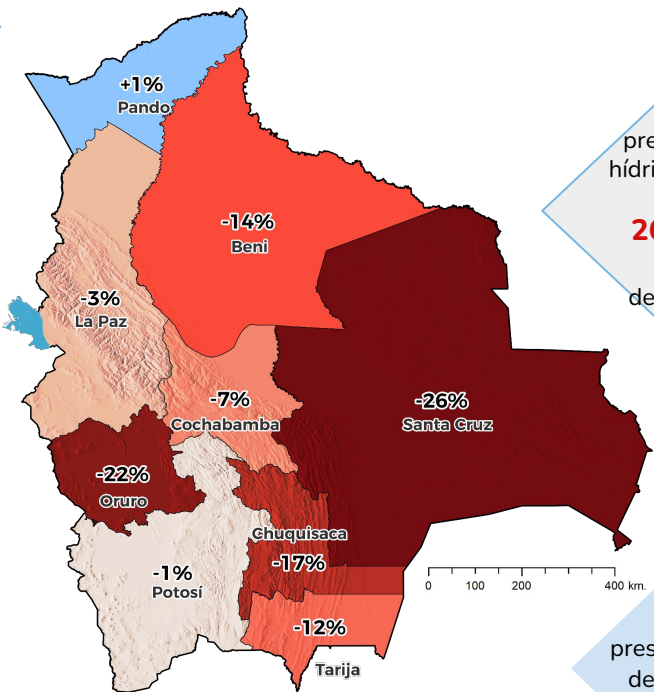 +1%
Pando
-14%
Beni
-3%
La Paz
-7%
Cochabamba
-26%
Santa Cruz
-22%
Oruro
Chuquisaca
-17%
-1%
Potosí
-12%
Tarija
0 100 200 400 km.
pre
hídri
20
de
pres
de